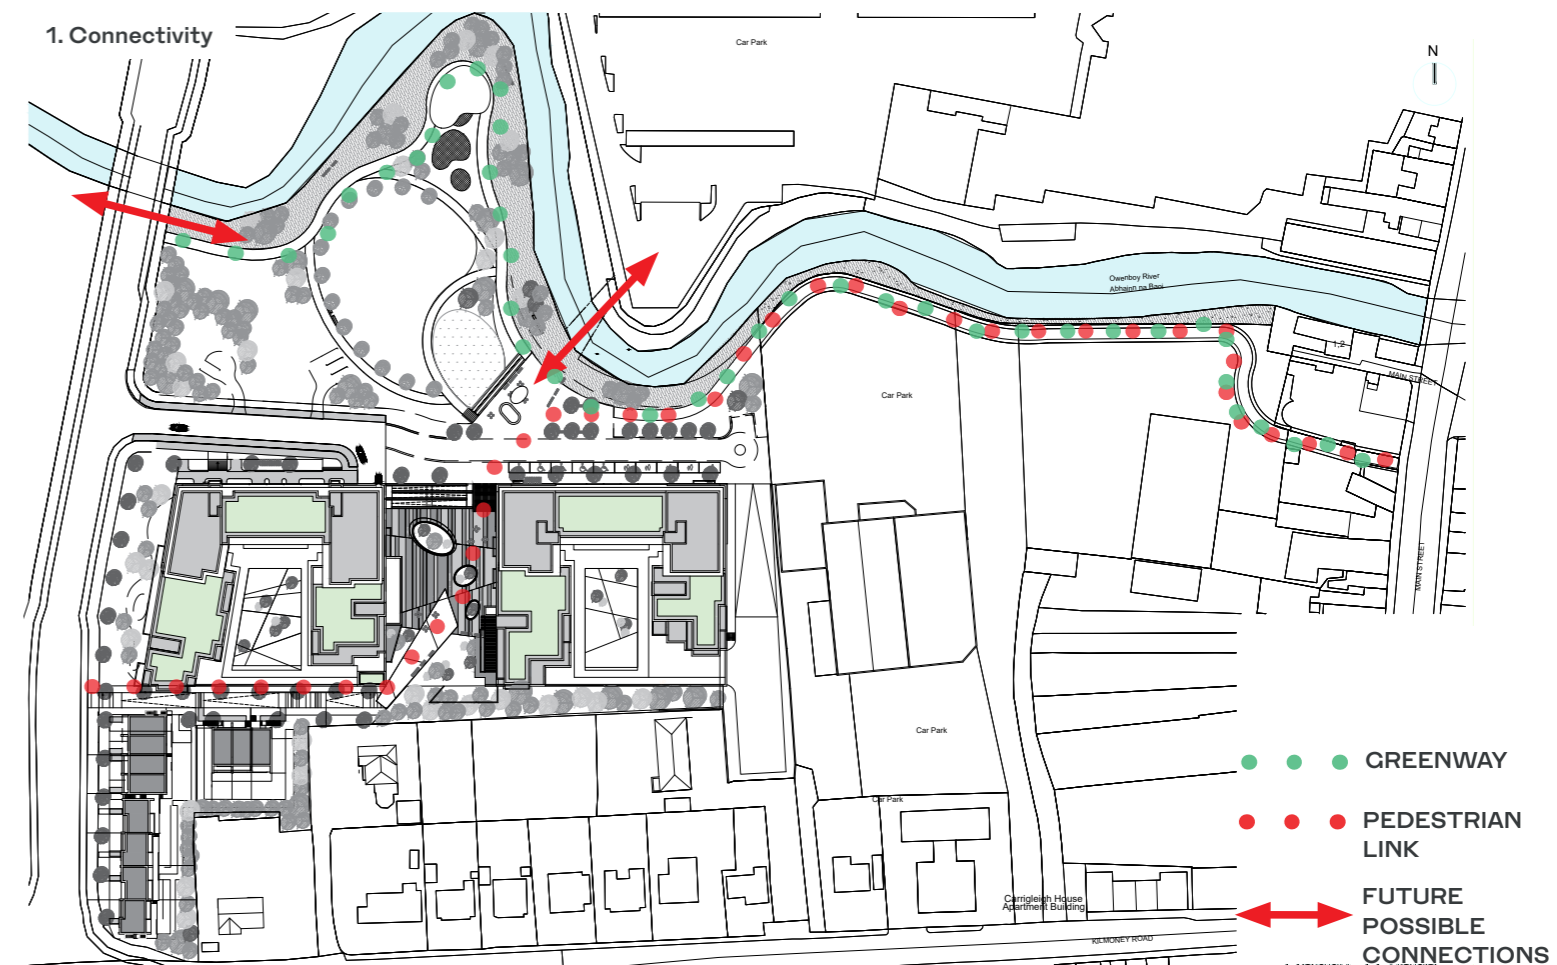 1. Connectivity
Car Park
N
Owenboy River
Abhainn na Baoi
1,2
MAIN STREET
Car Park
MAIN STREET
Car Park
Car Park
Carrigleigh House
Apartment Building
KILMONEY ROAD
GREENWAY
PEDESTRIAN
LINK
FUTURE
POSSIBLE
CONNECTIONS